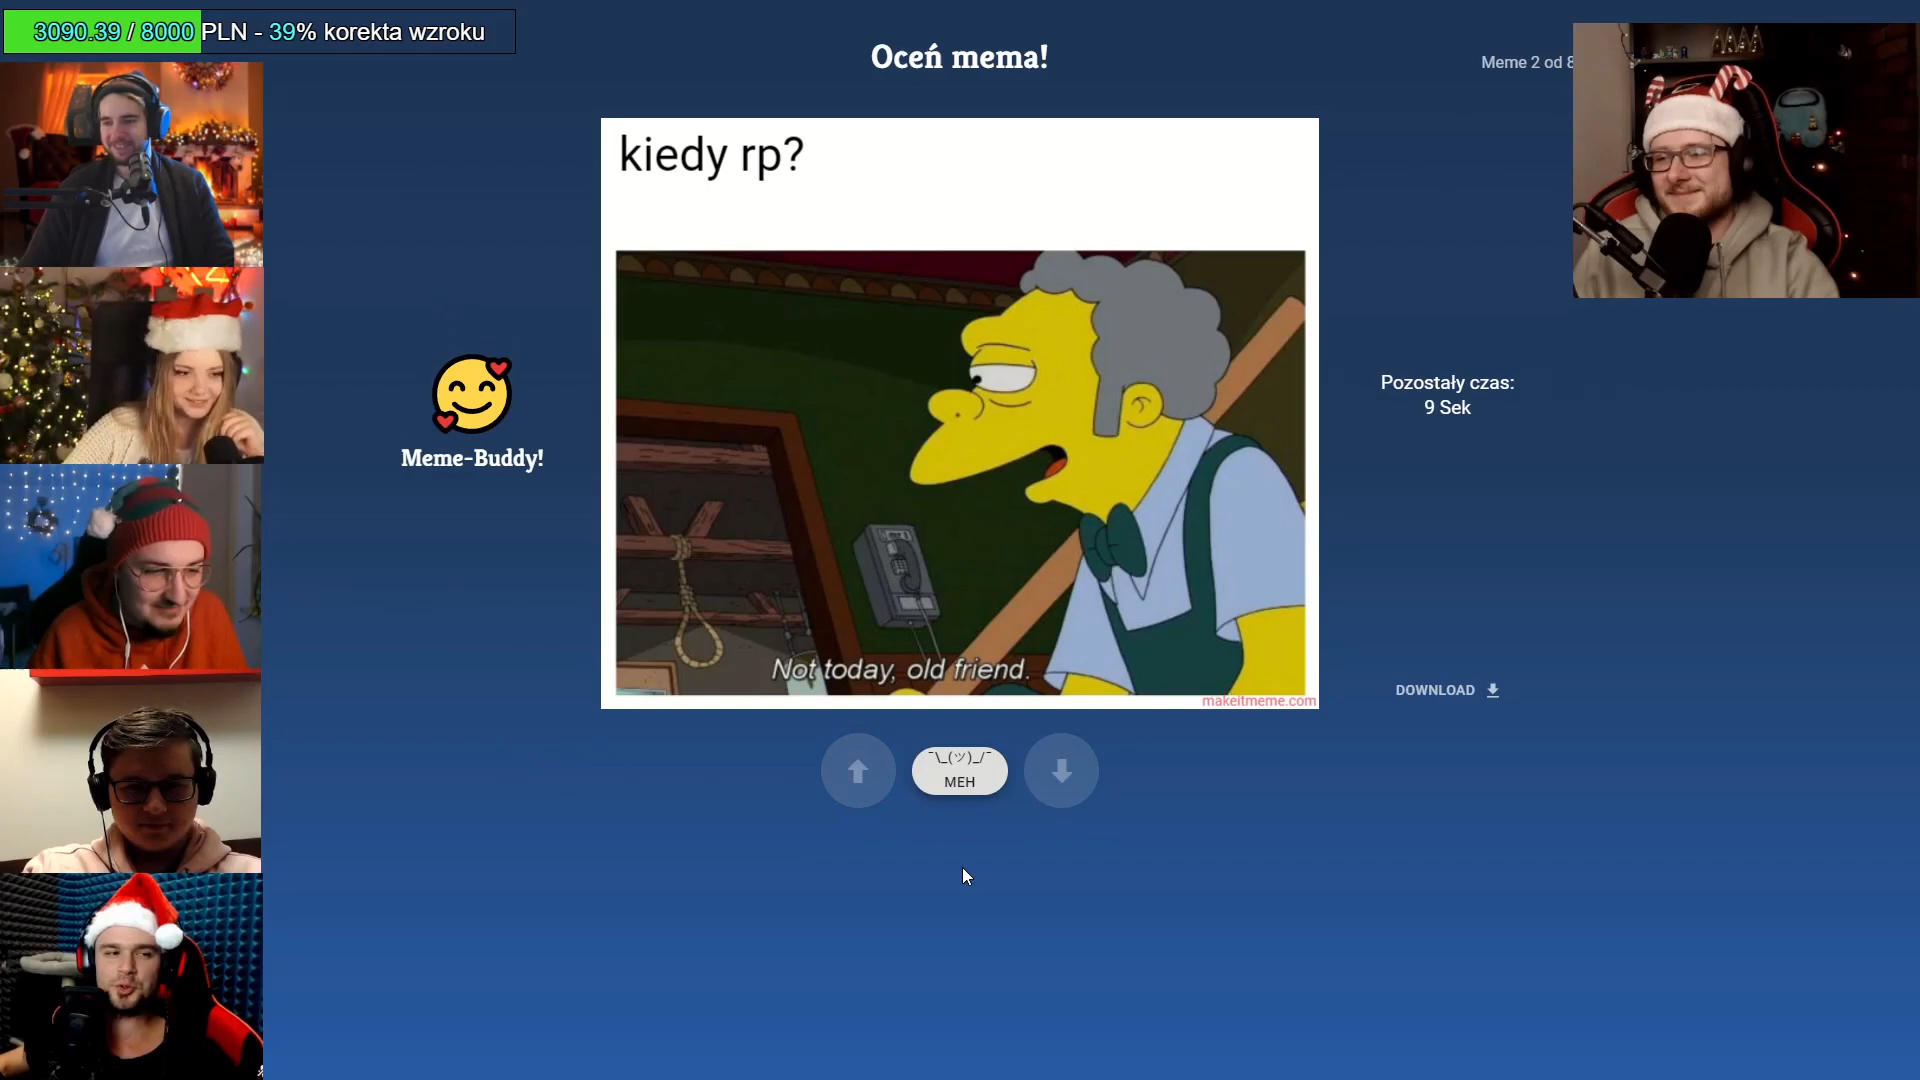 3090.39 / 8000 PLN - 39% korekta wzroku
Oceń mema!
Meme 2 od 8
kiedy rp?
Meme-Buddy!
Pozostały czas:
9 Sek
Not today, old friend.
makeitmeme.com
DOWNLOAD
¯\_(ツ)_/¯
MEH